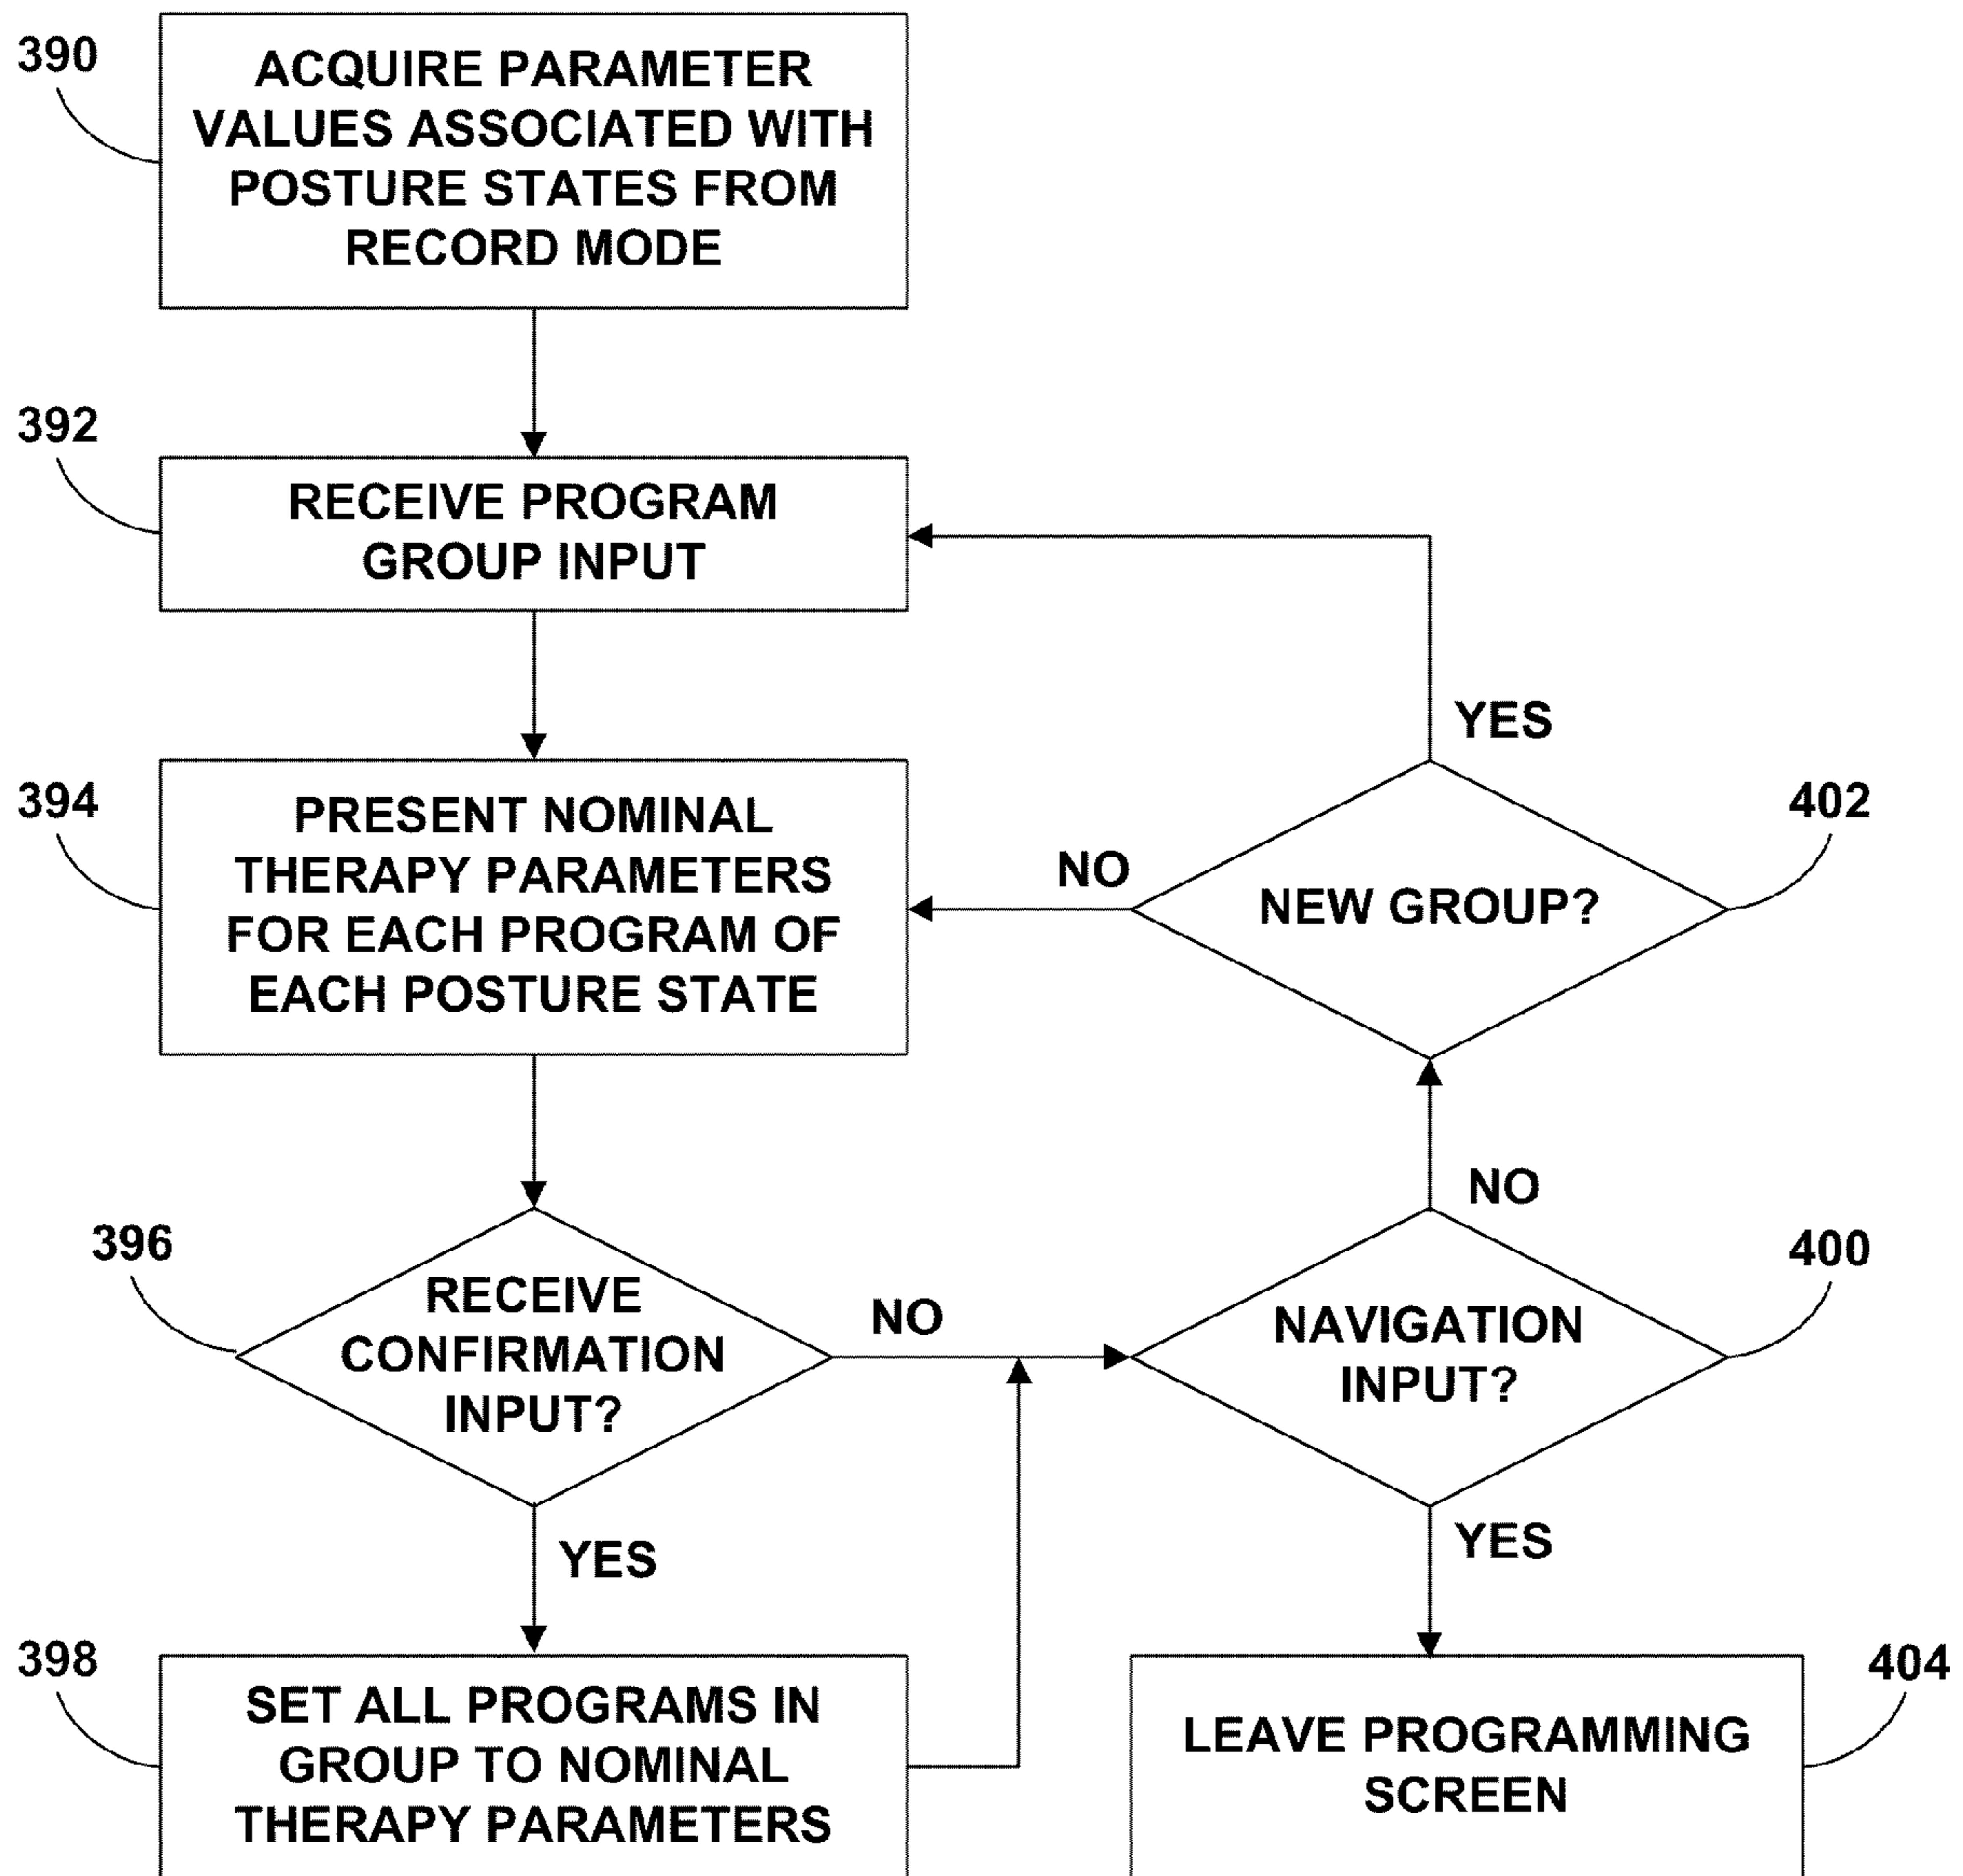 390
ACQUIRE PARAMETER
VALUES ASSOCIATED WITH
POSTURE STATES FROM
RECORD MODE
392
RECEIVE PROGRAM
GROUP INPUT
YES
394
PRESENT NOMINAL
THERAPY PARAMETERS
FOR EACH PROGRAM OF
EACH POSTURE STATE
NO
NEW GROUP?
402
396
RECEIVE
CONFIRMATION
INPUT?
NO
NO
NAVIGATION
INPUT?
400
YES
YES
398
SET ALL PROGRAMS IN
GROUP TO NOMINAL
THERAPY PARAMETERS
LEAVE PROGRAMMING
SCREEN
404